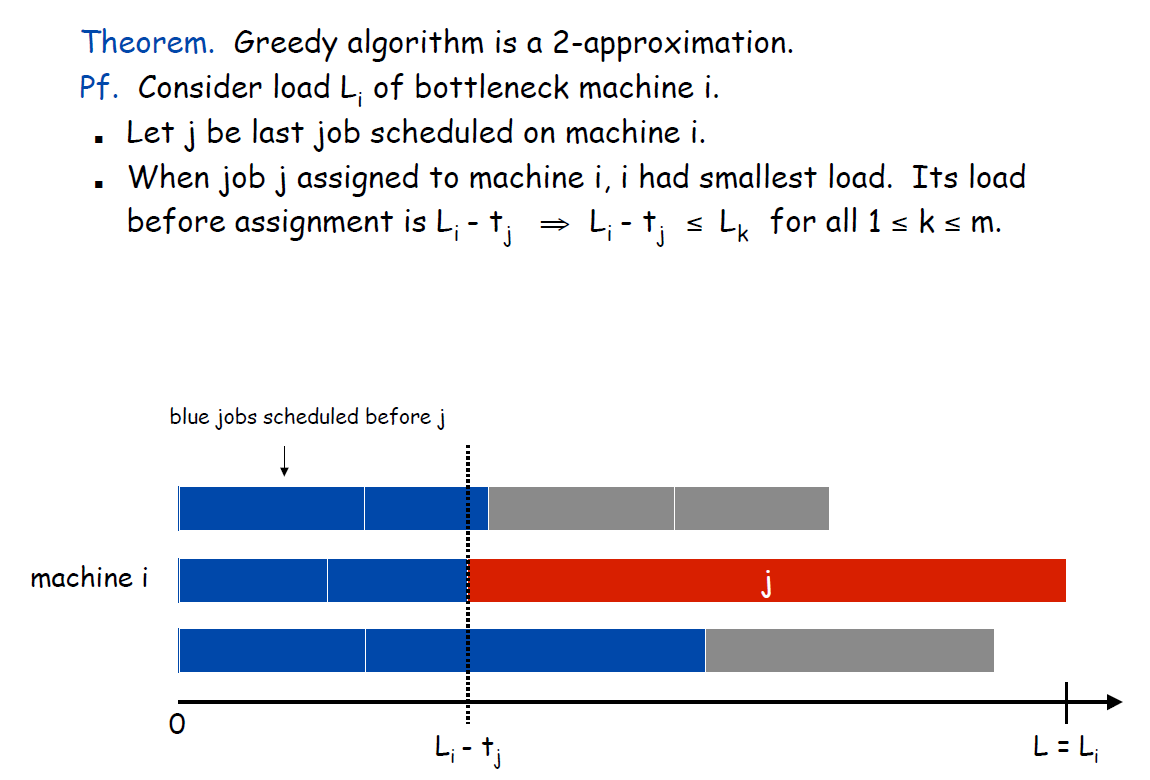 Theorem. Greedy algorithm is a 2-approximation.
Pf. Consider load Lᵢ of bottleneck machine i.
▪ Let j be last job scheduled on machine i.
▪ When job j assigned to machine i, i had smallest load. Its load
before assignment is Lᵢ - tⱼ ⇒ Lᵢ - tⱼ ≤ Lₖ for all 1 ≤ k ≤ m.
blue jobs scheduled before j
machine i
j
0
Lᵢ - tⱼ
L = Lᵢ